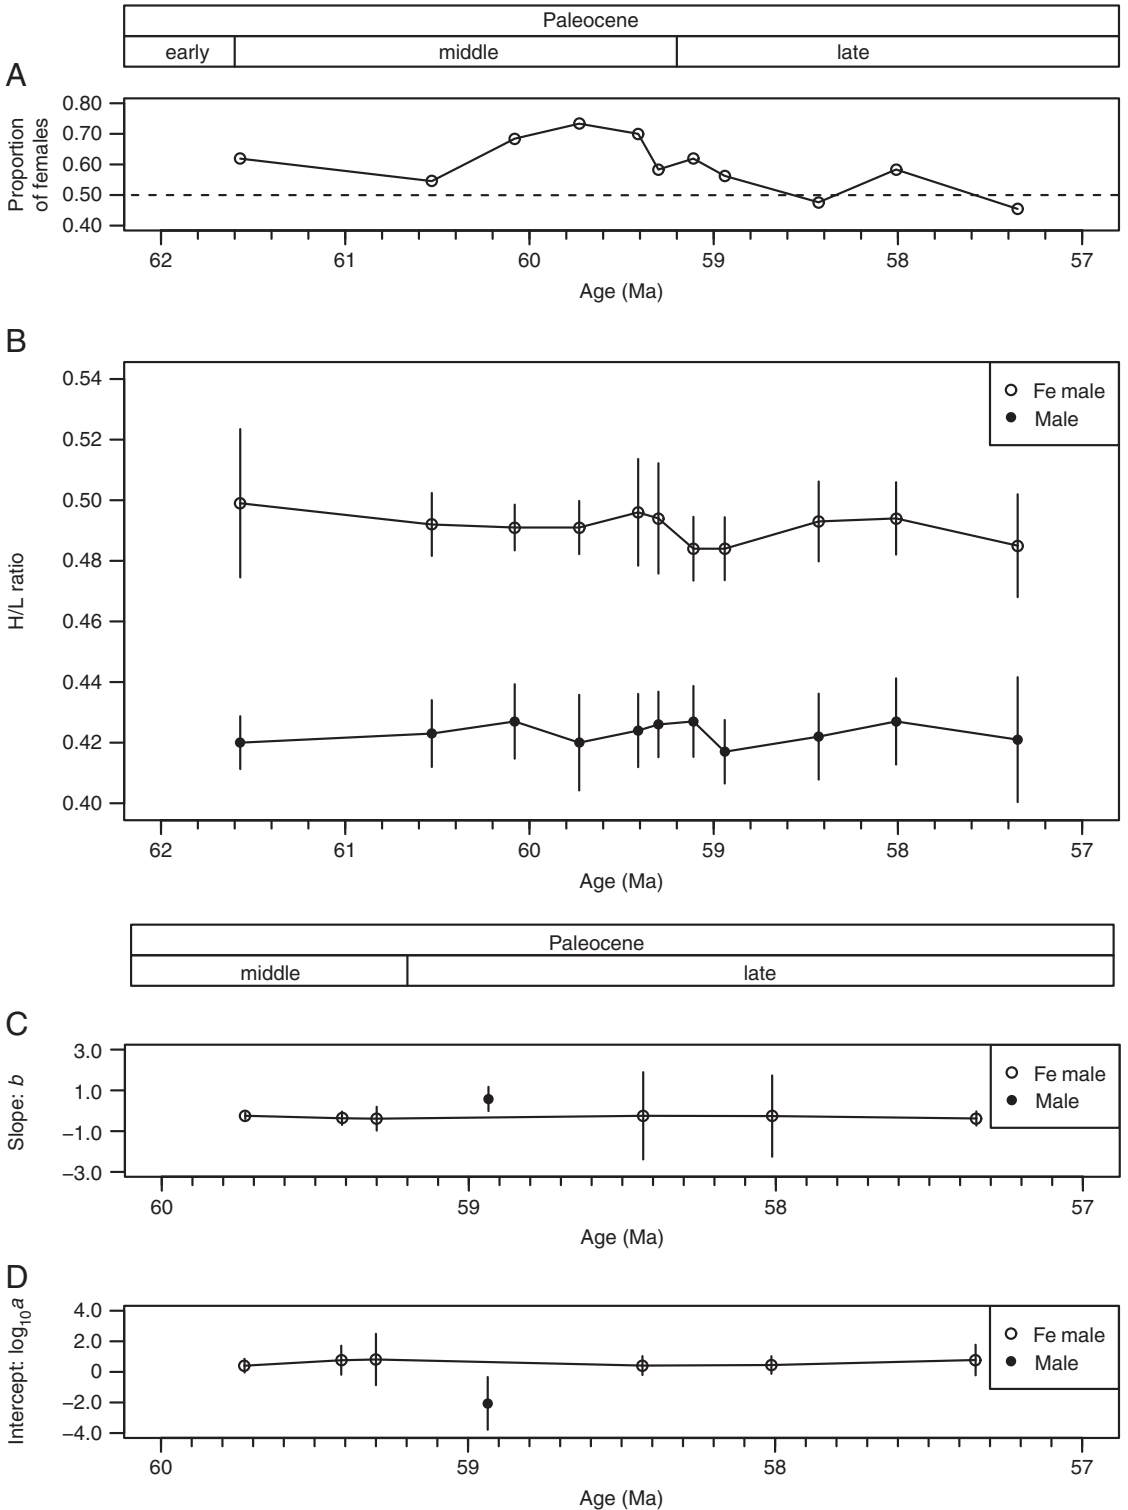 Paleocene
early middle late
A
Proportion
of females
0.80
0.70
0.60
0.50
0.40
62 61 60 59 58 57
Age (Ma)
B
H/L ratio
0.54
0.52
0.50
0.48
0.46
0.44
0.42
0.40
Fe male
Male
62 61 60 59 58 57
Age (Ma)
Paleocene
middle late
C
Slope: b
3.0
1.0
−1.0
−3.0
Fe male
Male
60 59 58 57
Age (Ma)
D
Intercept: log₁₀a
4.0
2.0
0
−2.0
−4.0
Fe male
Male
60 59 58 57
Age (Ma)